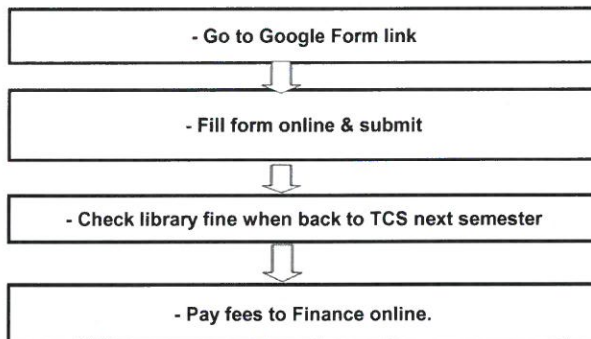 - Go to Google Form link
- Fill form online & submit
- Check library fine when back to TCS next semester
- Pay fees to Finance online.